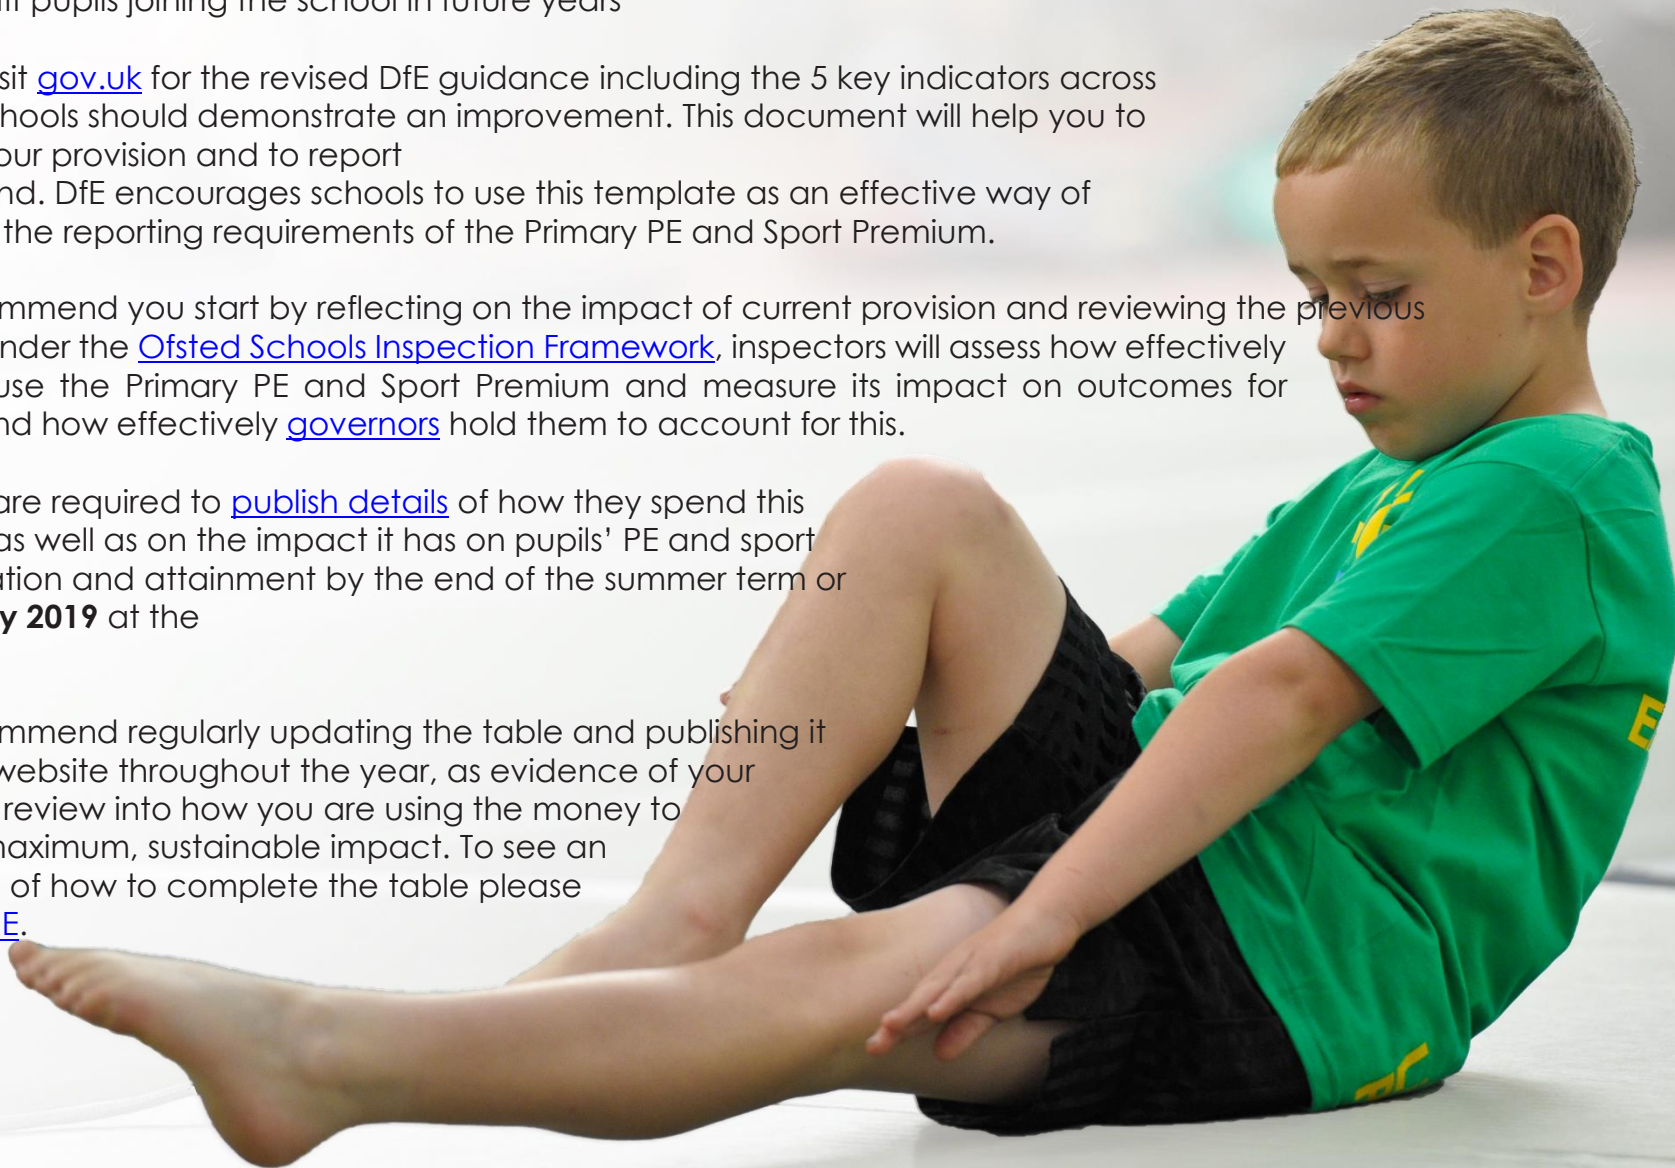 pupils joining the school in future years
sit gov.uk for the revised DfE guidance including the 5 key indicators across
hools should demonstrate an improvement. This document will help you to
our provision and to report
nd. DfE encourages schools to use this template as an effective way of
the reporting requirements of the Primary PE and Sport Premium.
mmend you start by reflecting on the impact of current provision and reviewing the previous
nder the Ofsted Schools Inspection Framework, inspectors will assess how effectively
use the Primary PE and Sport Premium and measure its impact on outcomes for
nd how effectively governors hold them to account for this.
are required to publish details of how they spend this
as well as on the impact it has on pupils’ PE and sport
ation and attainment by the end of the summer term or
y 2019 at the
mmend regularly updating the table and publishing it
website throughout the year, as evidence of your
review into how you are using the money to
maximum, sustainable impact. To see an
of how to complete the table please
E.